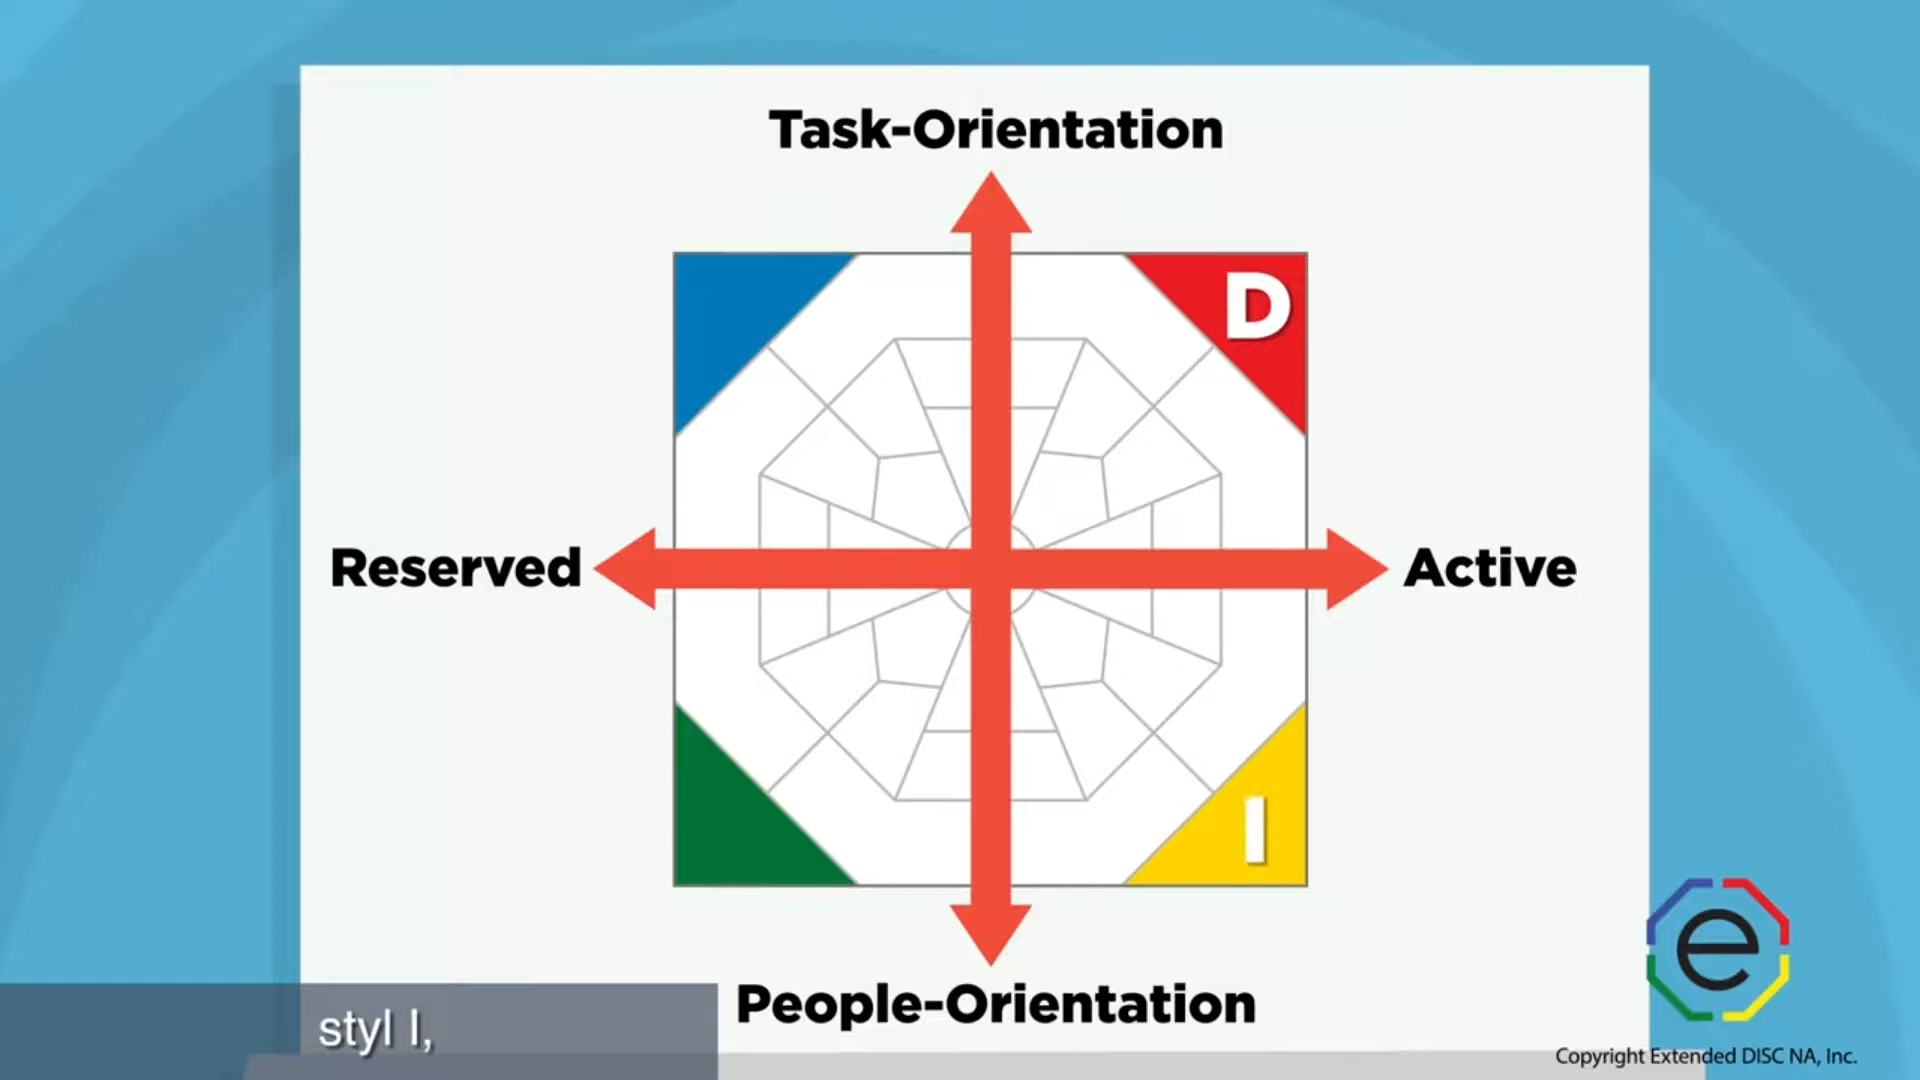 Task-Orientation
D
Reserved
Active
I
People-Orientation
styl I,
e
Copyright Extended DISC NA, Inc.